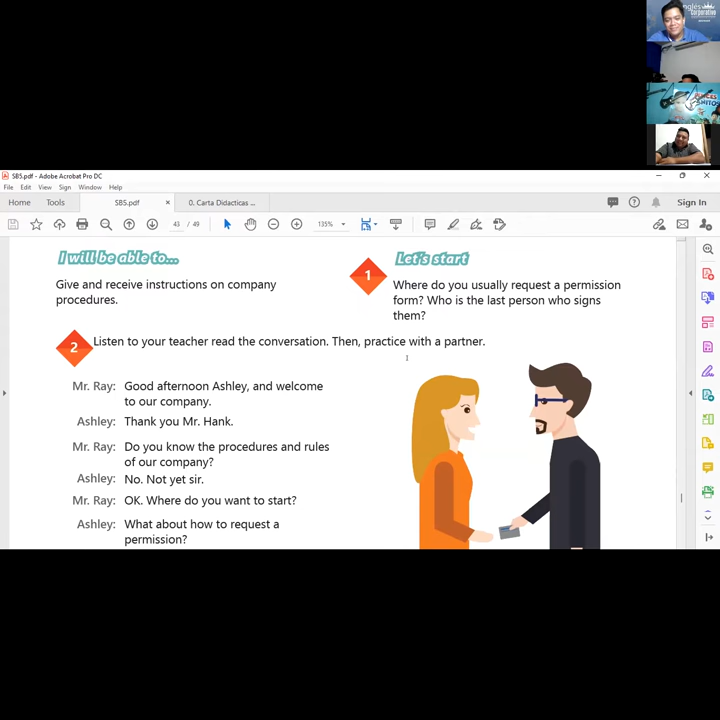 Inglés
corporativo
SB5.pdf - Adobe Acrobat Pro DC
File Edit View Sign Window Help
Home Tools SB5.pdf × 0. Carta Didacticas ... Sign In
43 / 49 135%
I will be able to...
Give and receive instructions on company
procedures.
1
Let's start
Where do you usually request a permission
form? Who is the last person who signs
them?
2
Listen to your teacher read the conversation. Then, practice with a partner.
Mr. Ray: Good afternoon Ashley, and welcome
to our company.
Ashley: Thank you Mr. Hank.
Mr. Ray: Do you know the procedures and rules
of our company?
Ashley: No. Not yet sir.
Mr. Ray: OK. Where do you want to start?
Ashley: What about how to request a
permission?